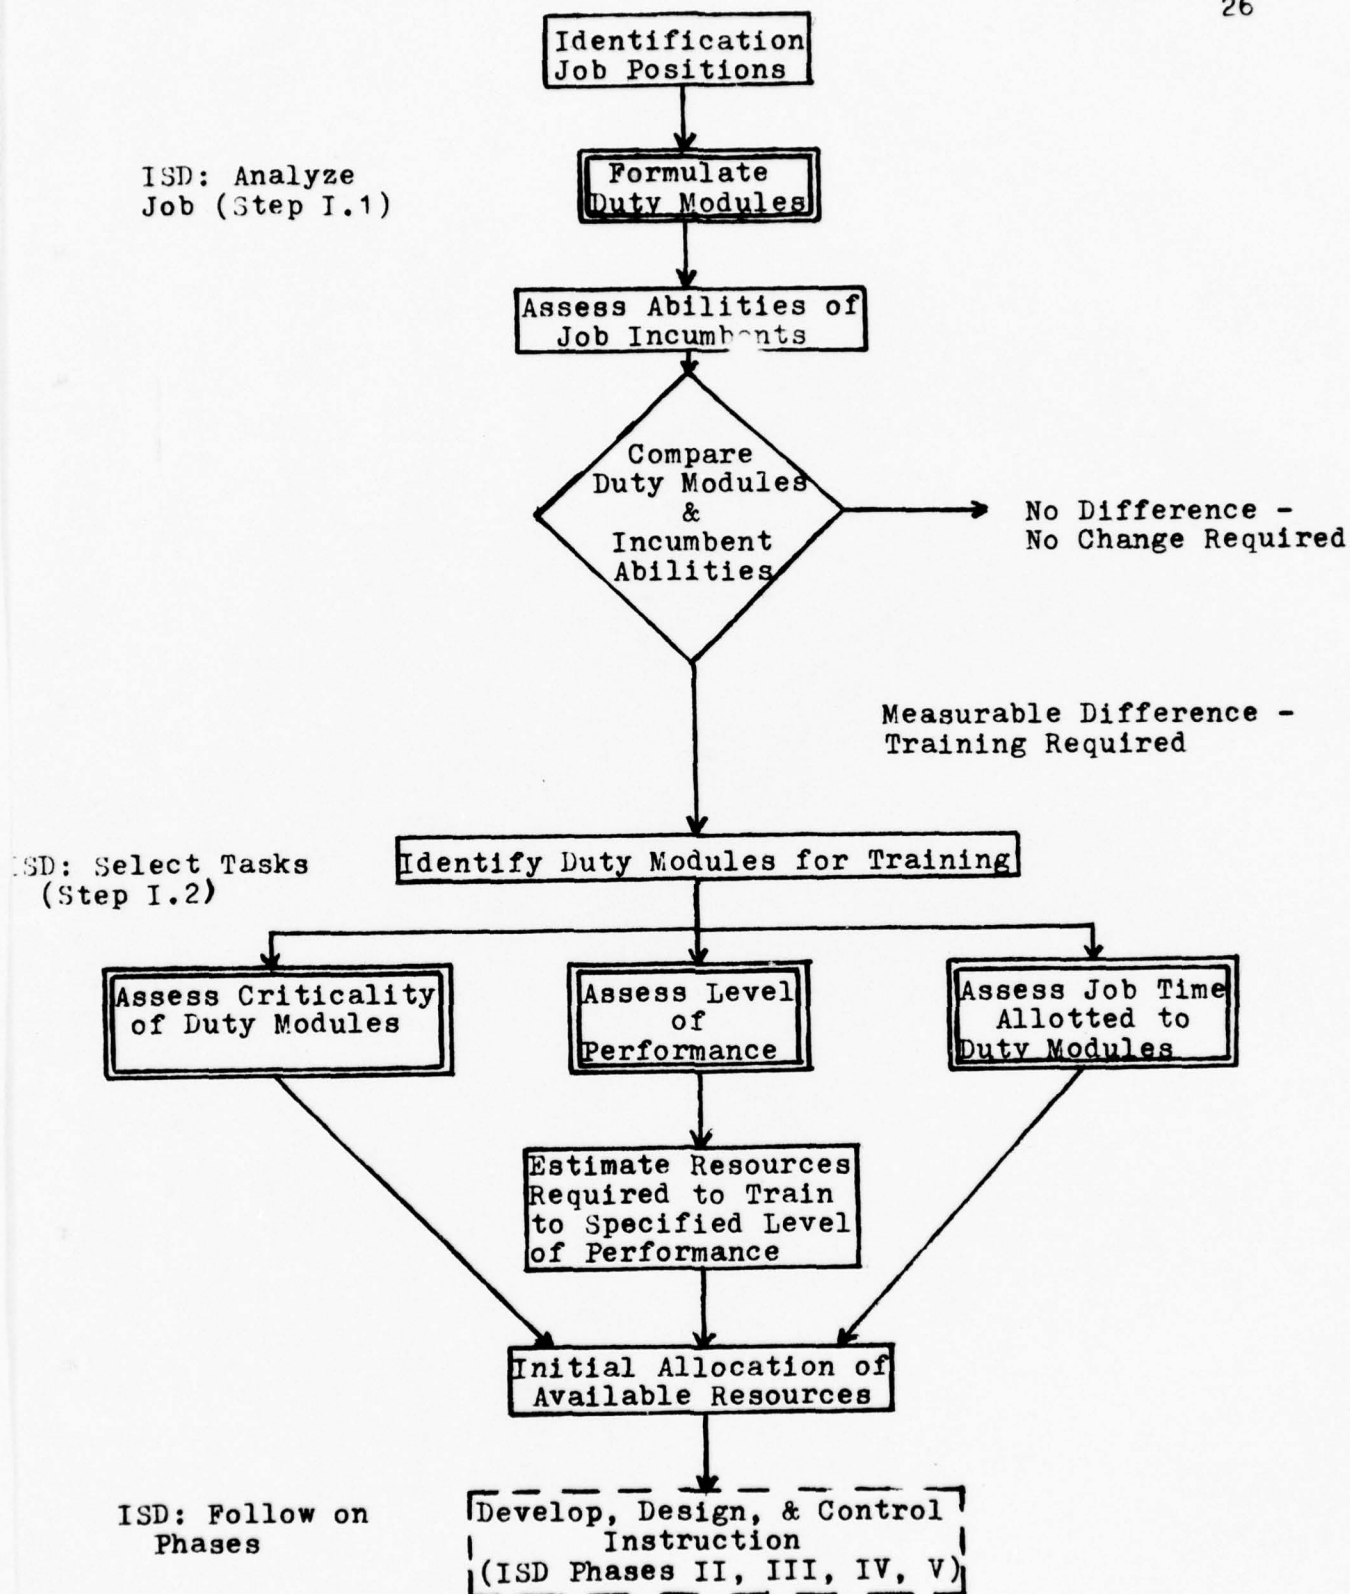 26
Identification
Job Positions
ISD: Analyze
Job (Step I.1)
Formulate
Duty Modules
Assess Abilities of
Job Incumbents
Compare
Duty Modules
&
Incumbent
Abilities
No Difference -
No Change Required
Measurable Difference -
Training Required
ISD: Select Tasks
(Step I.2)
Identify Duty Modules for Training
Assess Criticality
of Duty Modules
Assess Level
of
Performance
Assess Job Time
Allotted to
Duty Modules
Estimate Resources
Required to Train
to Specified Level
of Performance
Initial Allocation of
Available Resources
ISD: Follow on
Phases
Develop, Design, & Control
Instruction
(ISD Phases II, III, IV, V)